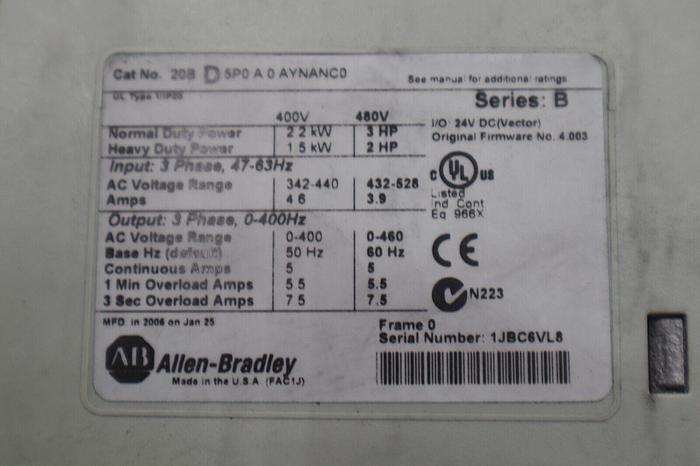 Cat No. 20B D 5P0 A 0 AYNANC0
See manual for additional ratings
UL Type 1/IP20
Series: B
400V 480V
I/O: 24V DC(Vector)
Normal Duty Power 2.2 kW 3 HP
Original Firmware No. 4.003
Heavy Duty Power 1.5 kW 2 HP
Input: 3 Phase, 47-63Hz
AC Voltage Range 342-440 432-528
Amps 4.6 3.9
C UL US
Listed
Ind Cont
Eq 966X
Output: 3 Phase, 0-400Hz
AC Voltage Range 0-400 0-460
Base Hz (default) 50 Hz 60 Hz
Continuous Amps 5 5
1 Min Overload Amps 5.5 5.5
3 Sec Overload Amps 7.5 7.5
CE
N223
MFD in 2006 on Jan 25
Frame 0
Serial Number: 1JBC6VL8
AB Allen-Bradley
Made in the U.S.A. (FAC1J)